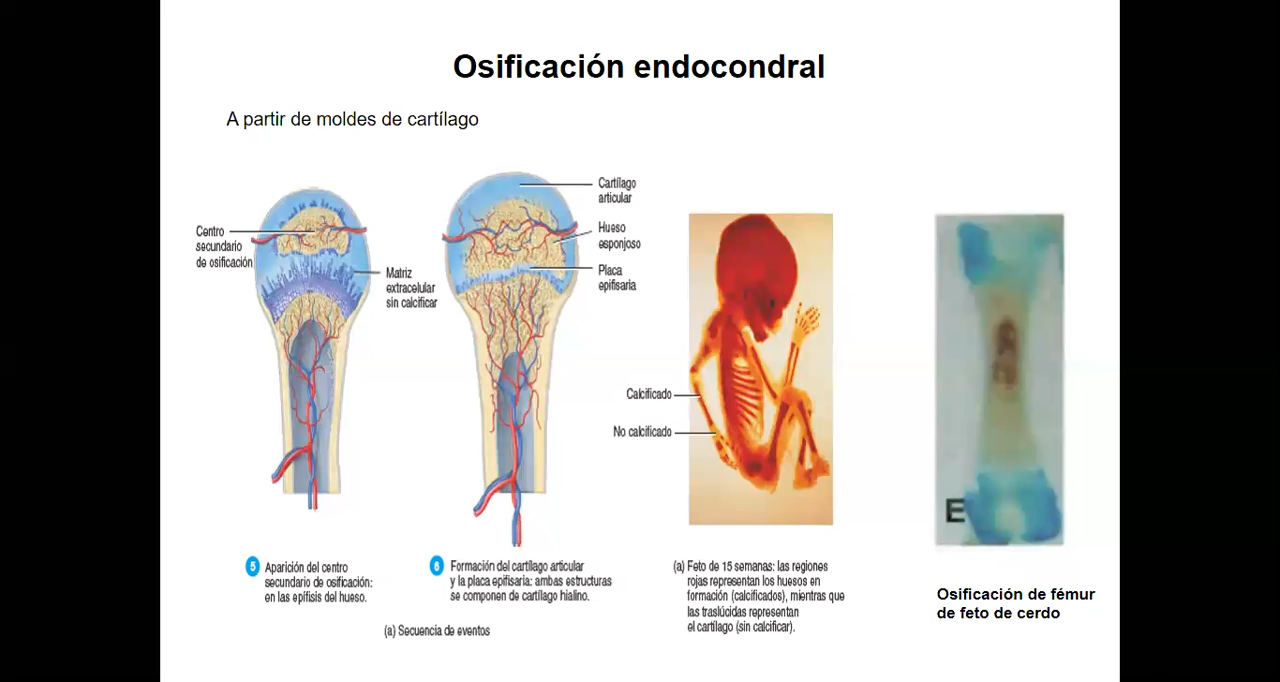 Osificación endocondral
A partir de moldes de cartílago
Centro
secundario
de osificación
Matriz
extracelular
sin calcificar
Cartílago
articular
Hueso
esponjoso
Placa
epifisaria
Calcificado
No calcificado
E
5 Aparición del centro
secundario de osificación:
en las epífisis del hueso.
6 Formación del cartílago articular
y la placa epifisaria: ambas estructuras
se componen de cartílago hialino.
(a) Secuencia de eventos
(a) Feto de 15 semanas: las regiones
rojas representan los huesos en
formación (calcificados), mientras que
las traslúcidas representan
el cartílago (sin calcificar).
Osificación de fémur
de feto de cerdo